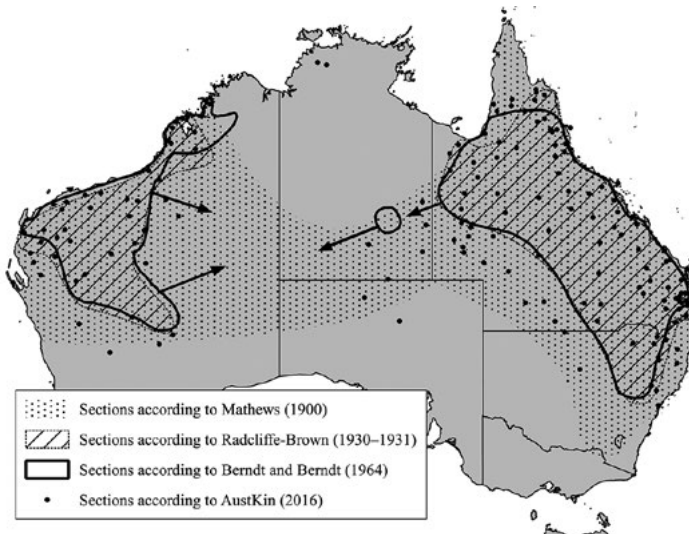 Sections according to Mathews (1900)
Sections according to Radcliffe-Brown (1930–1931)
Sections according to Berndt and Berndt (1964)
Sections according to AustKin (2016)